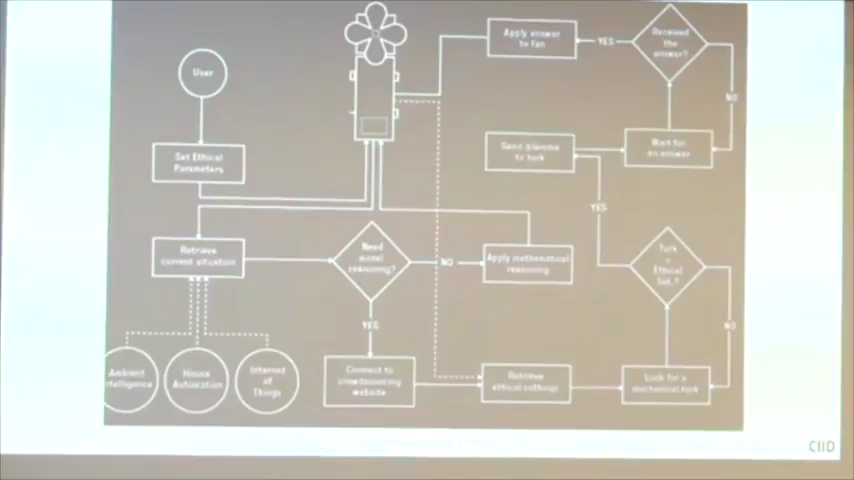 User
Set Ethical
Parameters
Retrieve
current situation
Ambient
Intelligence
House
Automation
Internet
of
Things
Need
moral
reasoning?
NO
YES
Apply mathematical
reasoning
Connect to
crowdsourcing
website
Retrieve
ethical settings
Look for a
mechanical turk
NO
Turk
=
Ethical
Set.?
YES
Send dilemma
to turk
Wait for
an answer
NO
Received
the
answer?
YES
Apply answer
to fan
CIID